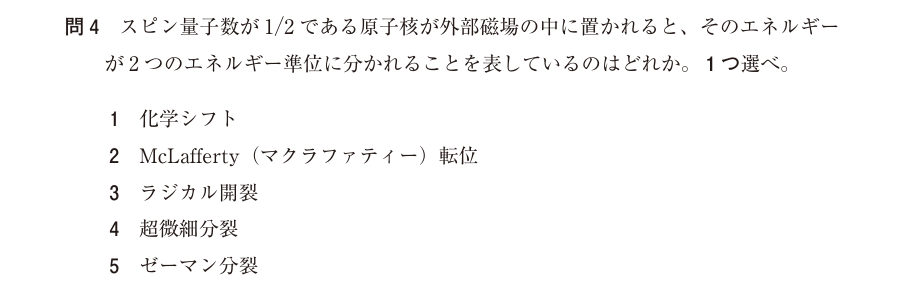 問 4 スピン量子数が 1/2 である原子核が外部磁場の中に置かれると、そのエネルギー
が 2 つのエネルギー準位に分かれることを表しているのはどれか。1 つ選べ。
1 化学シフト
2 McLafferty（マクラファティー）転位
3 ラジカル開裂
4 超微細分裂
5 ゼーマン分裂